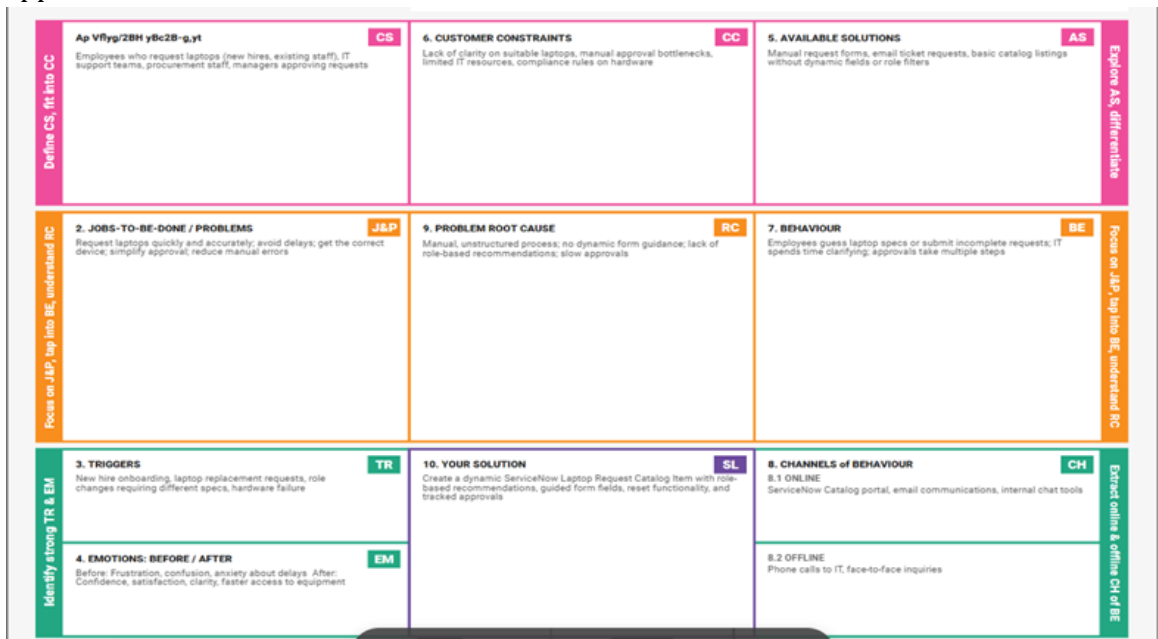 Define CS, fit into CC
Ap Vflyg/2BH yBc2B-g,yt
CS
Employees who request laptops (new hires, existing staff), IT
support teams, procurement staff, managers approving requests
6. CUSTOMER CONSTRAINTS
CC
Lack of clarity on suitable laptops, manual approval bottlenecks,
limited IT resources, compliance rules on hardware
5. AVAILABLE SOLUTIONS
AS
Manual request forms, email ticket requests, basic catalog listings
without dynamic fields or role filters
Explore AS, differentiate
Focus on J&P, tap into BE, understand RC
2. JOBS-TO-BE-DONE / PROBLEMS
J&P
Request laptops quickly and accurately; avoid delays; get the correct
device; simplify approval; reduce manual errors
9. PROBLEM ROOT CAUSE
RC
Manual, unstructured process; no dynamic form guidance; lack of
role-based recommendations; slow approvals
7. BEHAVIOUR
BE
Employees guess laptop specs or submit incomplete requests; IT
spends time clarifying; approvals take multiple steps
Focus on J&P, tap into BE, understand RC
Identify strong TR & EM
3. TRIGGERS
TR
New hire onboarding, laptop replacement requests, role
changes requiring different specs, hardware failure
4. EMOTIONS: BEFORE / AFTER
EM
Before: Frustration, confusion, anxiety about delays After:
Confidence, satisfaction, clarity, faster access to equipment
10. YOUR SOLUTION
SL
Create a dynamic ServiceNow Laptop Request Catalog Item with role-
based recommendations, guided form fields, reset functionality, and
tracked approvals
8. CHANNELS of BEHAVIOUR
CH
8.1 ONLINE
ServiceNow Catalog portal, email communications, internal chat tools
8.2 OFFLINE
Phone calls to IT, face-to-face inquiries
Extract online & offline CH of BE